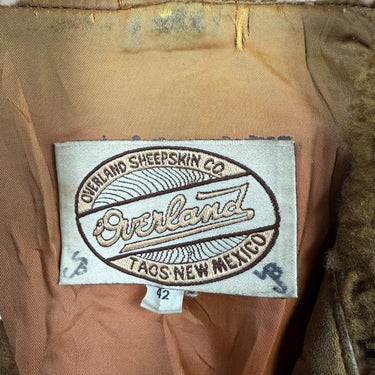 OVERLAND SHEEPSKIN CO.
Overland
TAOS NEW MEXICO
42